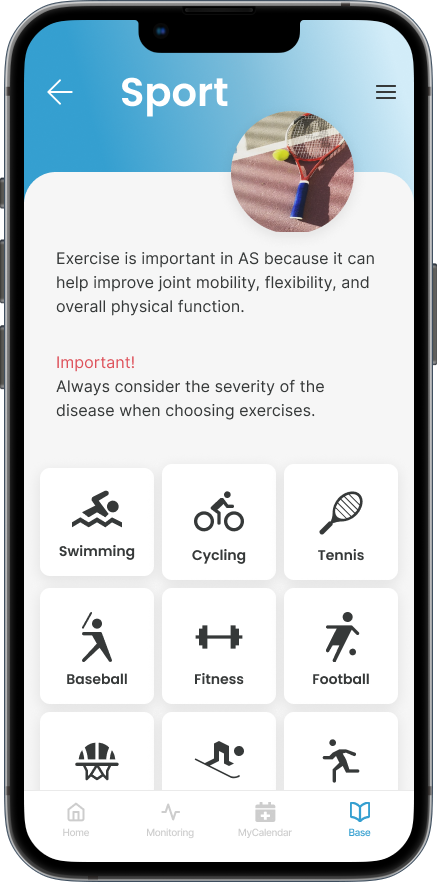 Sport
Exercise is important in AS because it can
help improve joint mobility, flexibility, and
overall physical function.
Important!
Always consider the severity of the
disease when choosing exercises.
Swimming
Cycling
Tennis
Baseball
Fitness
Football
Home
Monitoring
MyCalendar
Base